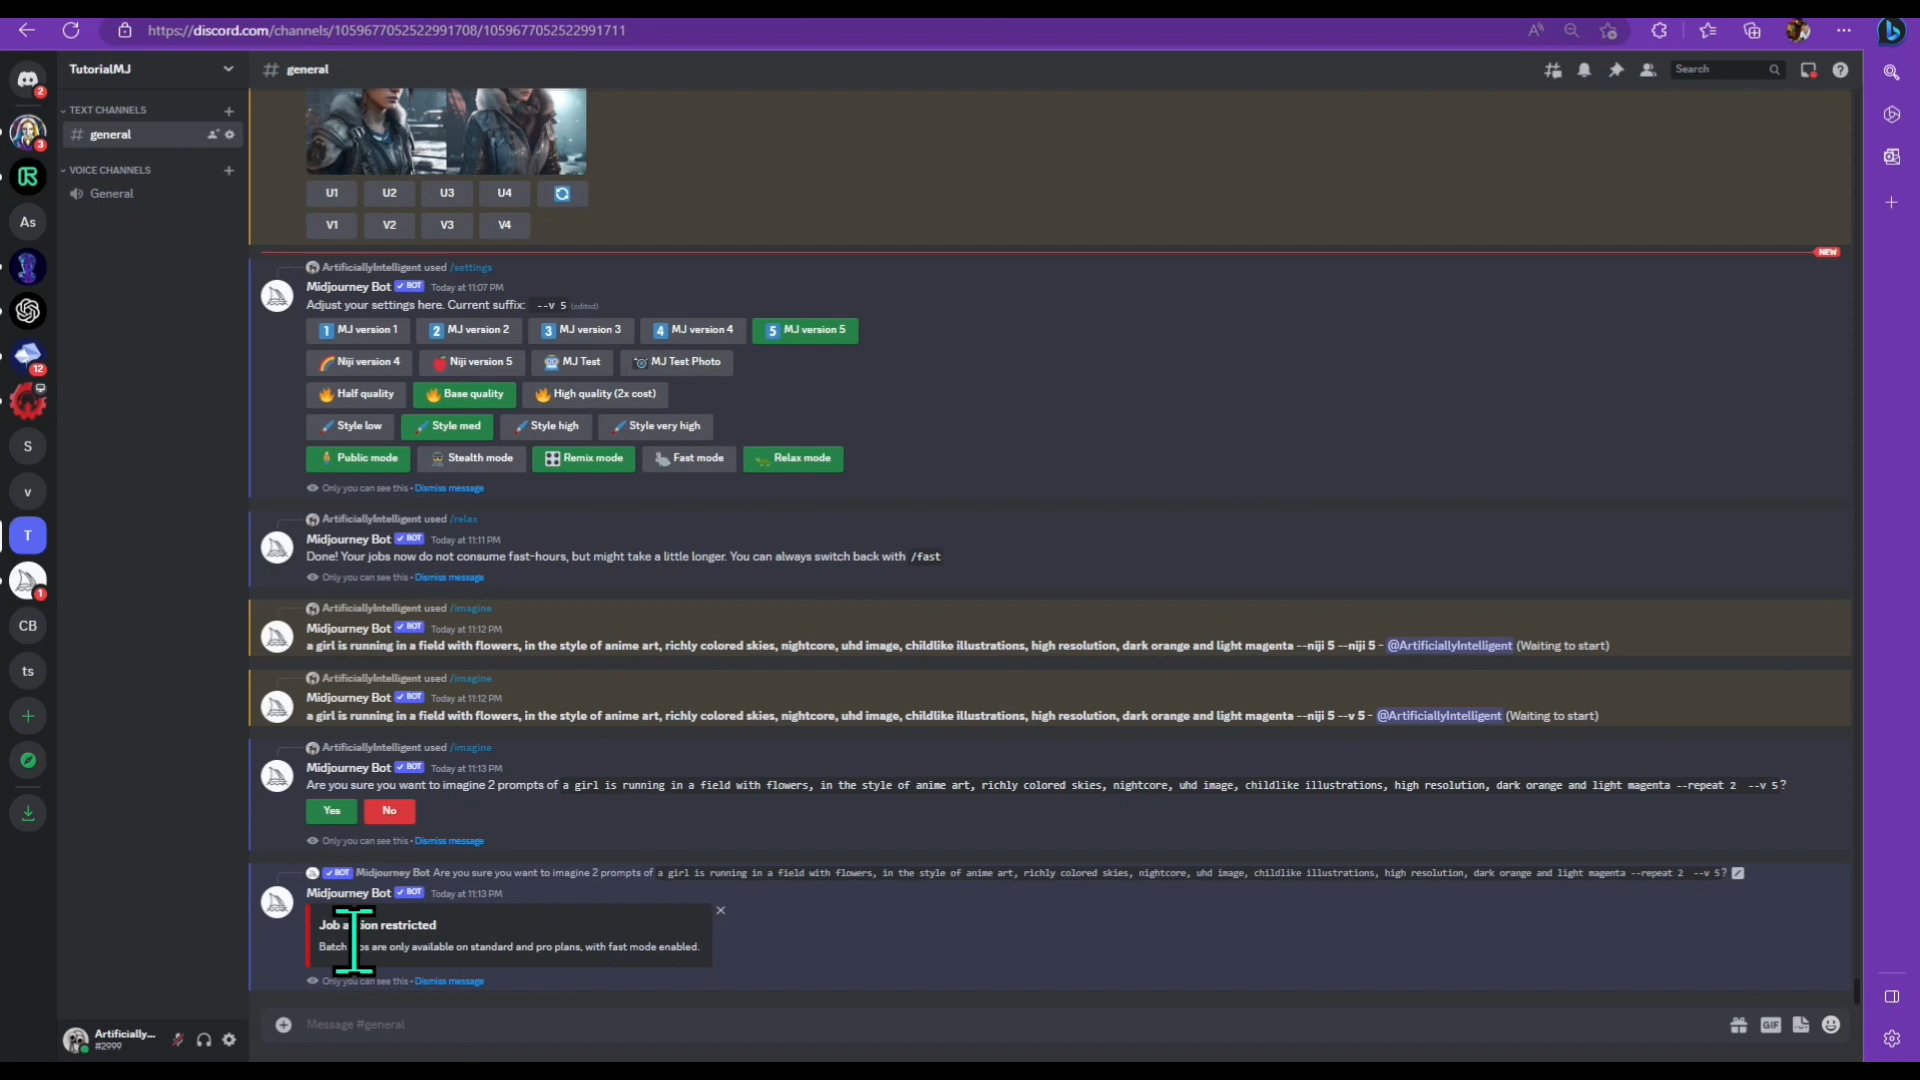 https://discord.com/channels/1059677052522991708/1059677052522991711
TutorialMJ
general
Search
2
TEXT CHANNELS
general
3
VOICE CHANNELS
General
As
12
S
v
T
1
CB
ts
U1 U2 U3 U4
V1 V2 V3 V4
NEW
ArtificiallyIntelligent used /settings
Midjourney Bot BOT Today at 11:07 PM
Adjust your settings here. Current suffix: --v 5 (edited)
1 MJ version 1 2 MJ version 2 3 MJ version 3 4 MJ version 4 5 MJ version 5
Niji version 4 Niji version 5 MJ Test MJ Test Photo
Half quality Base quality High quality (2x cost)
Style low Style med Style high Style very high
Public mode Stealth mode Remix mode Fast mode Relax mode
Only you can see this • Dismiss message
ArtificiallyIntelligent used /relax
Midjourney Bot BOT Today at 11:11 PM
Done! Your jobs now do not consume fast-hours, but might take a little longer. You can always switch back with /fast
Only you can see this • Dismiss message
ArtificiallyIntelligent used /imagine
Midjourney Bot BOT Today at 11:12 PM
a girl is running in a field with flowers, in the style of anime art, richly colored skies, nightcore, uhd image, childlike illustrations, high resolution, dark orange and light magenta --niji 5 --niji 5 - @ArtificiallyIntelligent (Waiting to start)
ArtificiallyIntelligent used /imagine
Midjourney Bot BOT Today at 11:12 PM
a girl is running in a field with flowers, in the style of anime art, richly colored skies, nightcore, uhd image, childlike illustrations, high resolution, dark orange and light magenta --niji 5 --v 5 - @ArtificiallyIntelligent (Waiting to start)
ArtificiallyIntelligent used /imagine
Midjourney Bot BOT Today at 11:13 PM
Are you sure you want to imagine 2 prompts of a girl is running in a field with flowers, in the style of anime art, richly colored skies, nightcore, uhd image, childlike illustrations, high resolution, dark orange and light magenta --repeat 2 --v 5?
Yes No
Only you can see this • Dismiss message
BOT Midjourney Bot Are you sure you want to imagine 2 prompts of a girl is running in a field with flowers, in the style of anime art, richly colored skies, nightcore, uhd image, childlike illustrations, high resolution, dark orange and light magenta --repeat 2 --v 5?
Midjourney Bot BOT Today at 11:13 PM
Job action restricted
Batch jobs are only available on standard and pro plans, with fast mode enabled.
Only you can see this • Dismiss message
Message #general
GIF
Artificially...
#2999